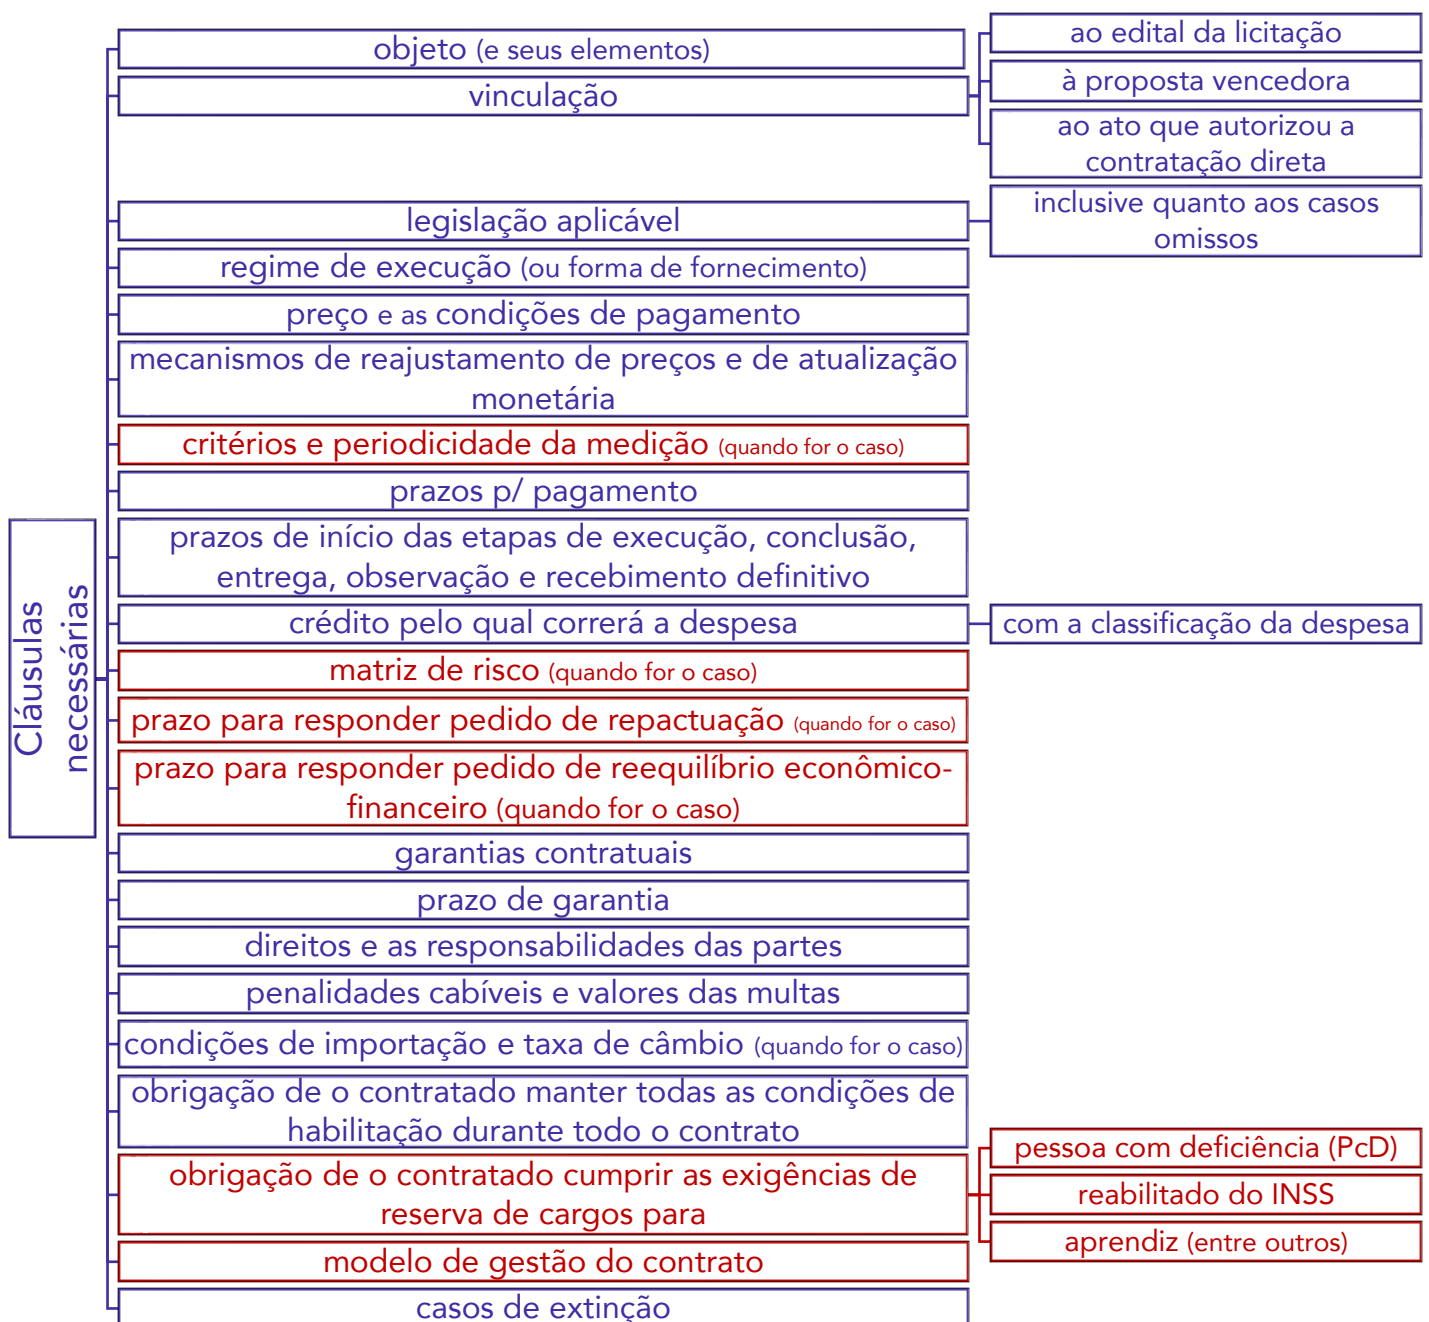 Cláusulas
necessárias
objeto (e seus elementos)
vinculação
ao edital da licitação
à proposta vencedora
ao ato que autorizou a
contratação direta
legislação aplicável
inclusive quanto aos casos
omissos
regime de execução (ou forma de fornecimento)
preço e as condições de pagamento
mecanismos de reajustamento de preços e de atualização
monetária
critérios e periodicidade da medição (quando for o caso)
prazos p/ pagamento
prazos de início das etapas de execução, conclusão,
entrega, observação e recebimento definitivo
crédito pelo qual correrá a despesa
com a classificação da despesa
matriz de risco (quando for o caso)
prazo para responder pedido de repactuação (quando for o caso)
prazo para responder pedido de reequilíbrio econômico-
financeiro (quando for o caso)
garantias contratuais
prazo de garantia
direitos e as responsabilidades das partes
penalidades cabíveis e valores das multas
condições de importação e taxa de câmbio (quando for o caso)
obrigação de o contratado manter todas as condições de
habilitação durante todo o contrato
obrigação de o contratado cumprir as exigências de
reserva de cargos para
pessoa com deficiência (PcD)
reabilitado do INSS
aprendiz (entre outros)
modelo de gestão do contrato
casos de extinção